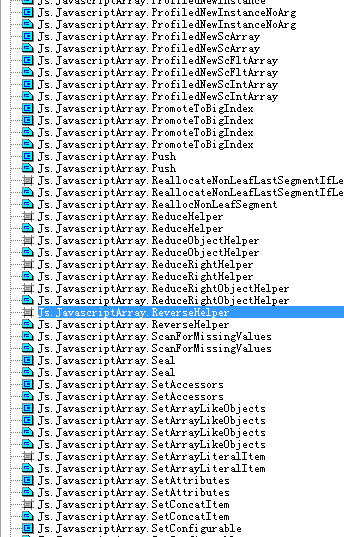 Js.JavascriptArray.ProfiledNewInstance
Js.JavascriptArray.ProfiledNewInstanceNoArg
Js.JavascriptArray.ProfiledNewInstanceNoArg
Js.JavascriptArray.ProfiledNewScArray
Js.JavascriptArray.ProfiledNewScArray
Js.JavascriptArray.ProfiledNewScFltArray
Js.JavascriptArray.ProfiledNewScFltArray
Js.JavascriptArray.ProfiledNewScIntArray
Js.JavascriptArray.ProfiledNewScIntArray
Js.JavascriptArray.PromoteToBigIndex
Js.JavascriptArray.PromoteToBigIndex
Js.JavascriptArray.PromoteToBigIndex
Js.JavascriptArray.PromoteToBigIndex
Js.JavascriptArray.Push
Js.JavascriptArray.Push
Js.JavascriptArray.ReallocateNonLeafLastSegmentIfLe
Js.JavascriptArray.ReallocateNonLeafLastSegmentIfLe
Js.JavascriptArray.ReallocNonLeafSegment
Js.JavascriptArray.ReduceHelper
Js.JavascriptArray.ReduceHelper
Js.JavascriptArray.ReduceObjectHelper
Js.JavascriptArray.ReduceObjectHelper
Js.JavascriptArray.ReduceRightHelper
Js.JavascriptArray.ReduceRightHelper
Js.JavascriptArray.ReduceRightObjectHelper
Js.JavascriptArray.ReduceRightObjectHelper
Js.JavascriptArray.ReverseHelper
Js.JavascriptArray.ReverseHelper
Js.JavascriptArray.ScanForMissingValues
Js.JavascriptArray.ScanForMissingValues
Js.JavascriptArray.Seal
Js.JavascriptArray.Seal
Js.JavascriptArray.SetAccessors
Js.JavascriptArray.SetAccessors
Js.JavascriptArray.SetArrayLikeObjects
Js.JavascriptArray.SetArrayLikeObjects
Js.JavascriptArray.SetArrayLikeObjects
Js.JavascriptArray.SetArrayLikeObjects
Js.JavascriptArray.SetArrayLiteralItem
Js.JavascriptArray.SetArrayLiteralItem
Js.JavascriptArray.SetAttributes
Js.JavascriptArray.SetAttributes
Js.JavascriptArray.SetConcatItem
Js.JavascriptArray.SetConcatItem
Js.JavascriptArray.SetConfigurable